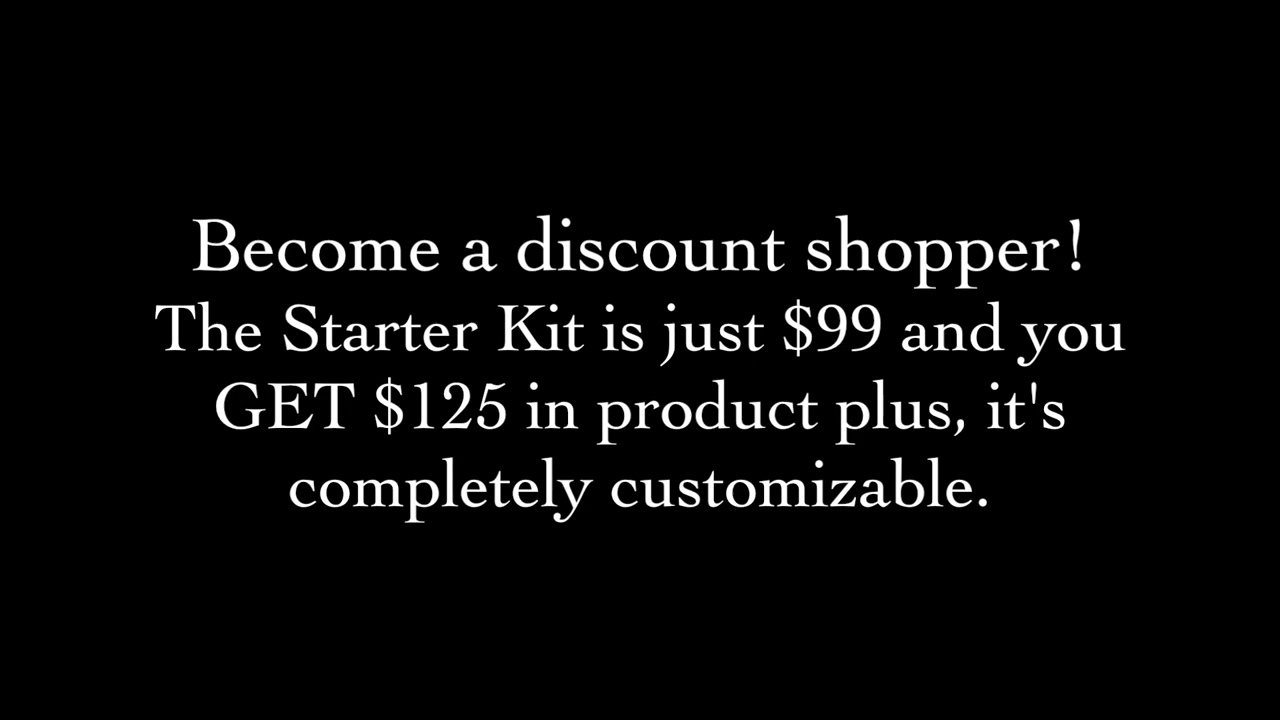 Become a discount shopper!
The Starter Kit is just $99 and you
GET $125 in product plus, it's
completely customizable.